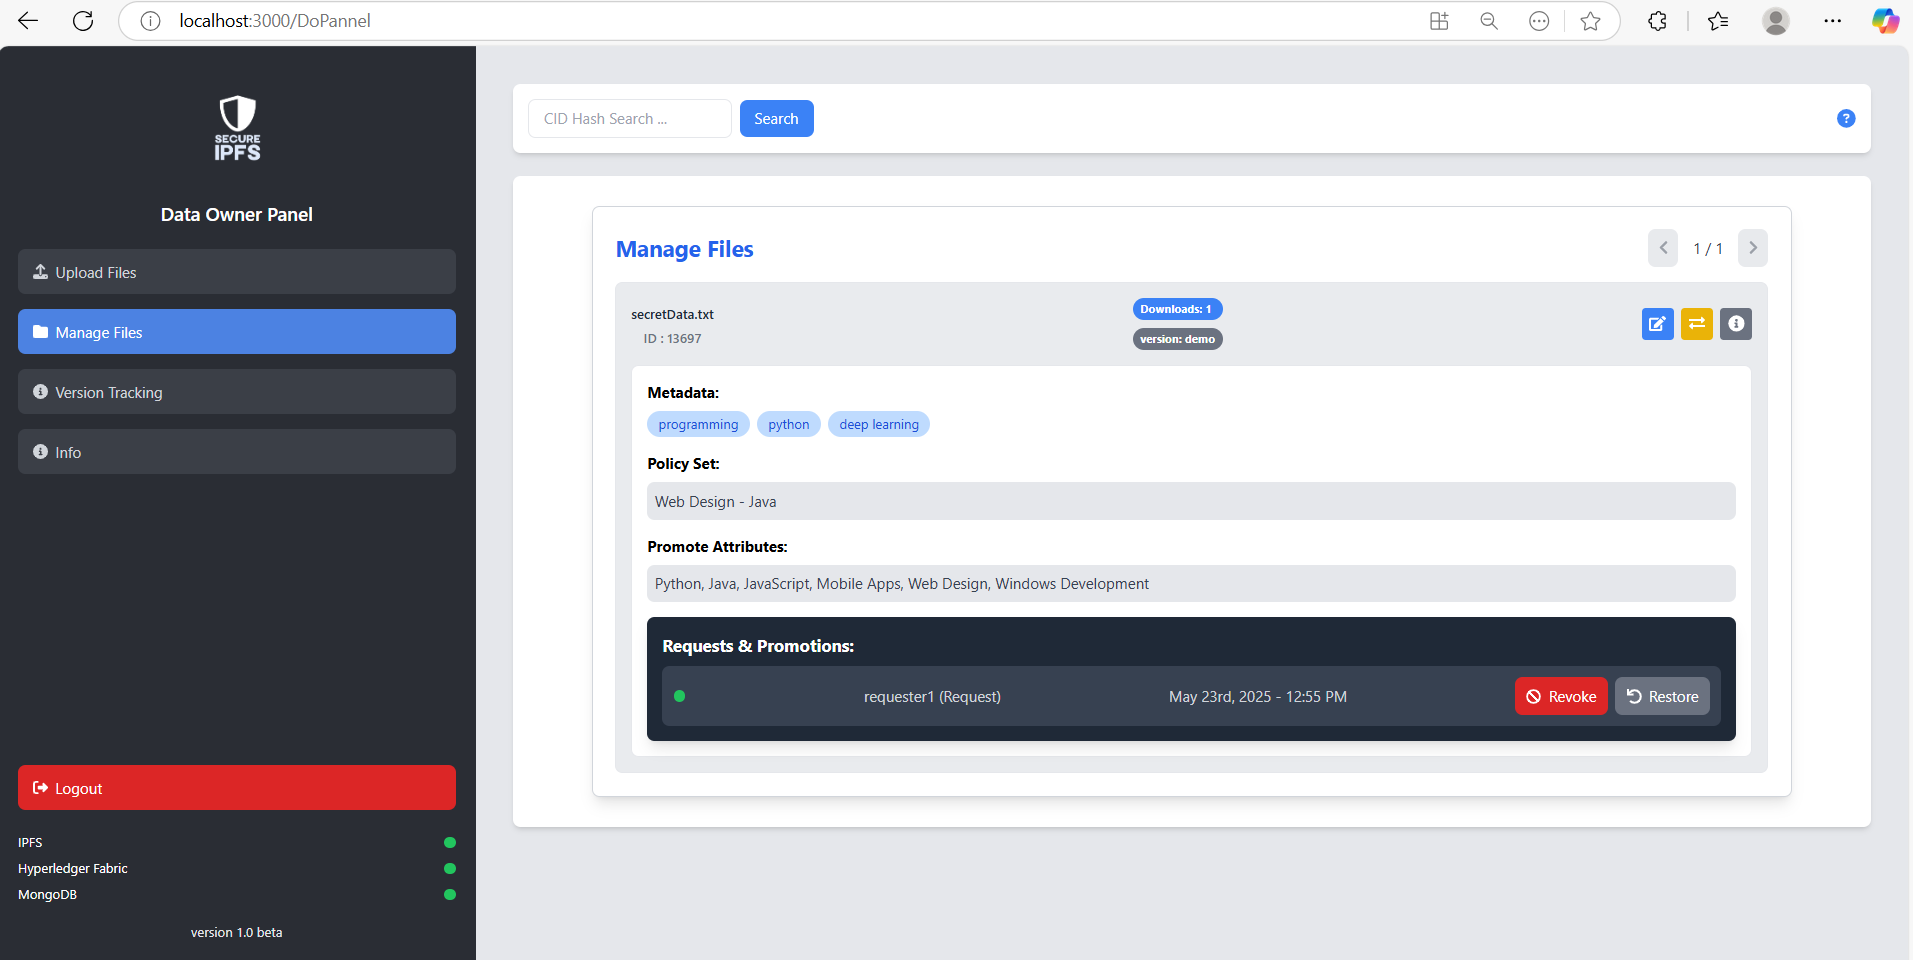 localhost:3000/DoPannel
SECURE
IPFS
Data Owner Panel
Upload Files
Manage Files
Version Tracking
Info
Logout
IPFS
Hyperledger Fabric
MongoDB
version 1.0 beta
CID Hash Search ...
Search
?
Manage Files
1 / 1
secretData.txt
ID : 13697
Downloads: 1
version: demo
Metadata:
programming python deep learning
Policy Set:
Web Design - Java
Promote Attributes:
Python, Java, JavaScript, Mobile Apps, Web Design, Windows Development
Requests & Promotions:
requester1 (Request) May 23rd, 2025 - 12:55 PM Revoke Restore